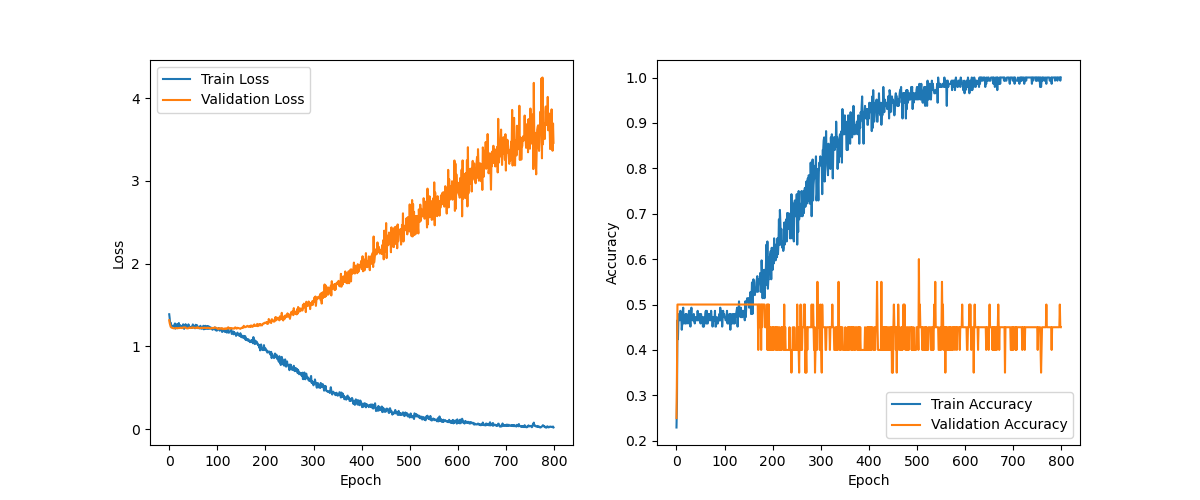 Train Loss
Validation Loss
4
3
2
1
0
Loss
0 100 200 300 400 500 600 700 800
Epoch
1.0
0.9
0.8
0.7
0.6
0.5
0.4
0.3
0.2
Accuracy
Train Accuracy
Validation Accuracy
0 100 200 300 400 500 600 700 800
Epoch